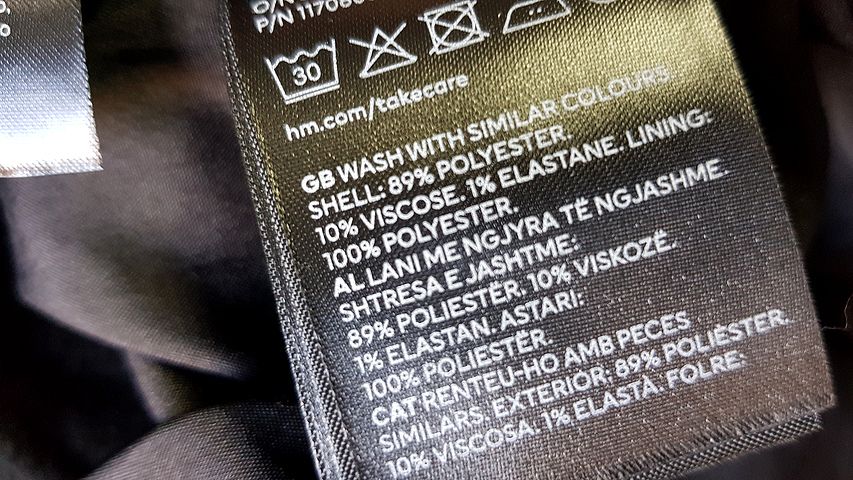 P/N 11706
30
hm.com/takecare
GB WASH WITH SIMILAR COLOURS.
SHELL: 89% POLYESTER.
10% VISCOSE. 1% ELASTANE. LINING:
100% POLYESTER.
AL LANI ME NGJYRA TË NGJASHME.
SHTRESA E JASHTME:
89% POLIESTËR, 10% VISKOZË.
1% ELASTAN. ASTARI:
100% POLIESTËR.
CAT RENTEU-HO AMB PECES
SIMILARS. EXTERIOR: 89% POLIÈSTER.
10% VISCOSA. 1% ELASTÀ. FOLRE: